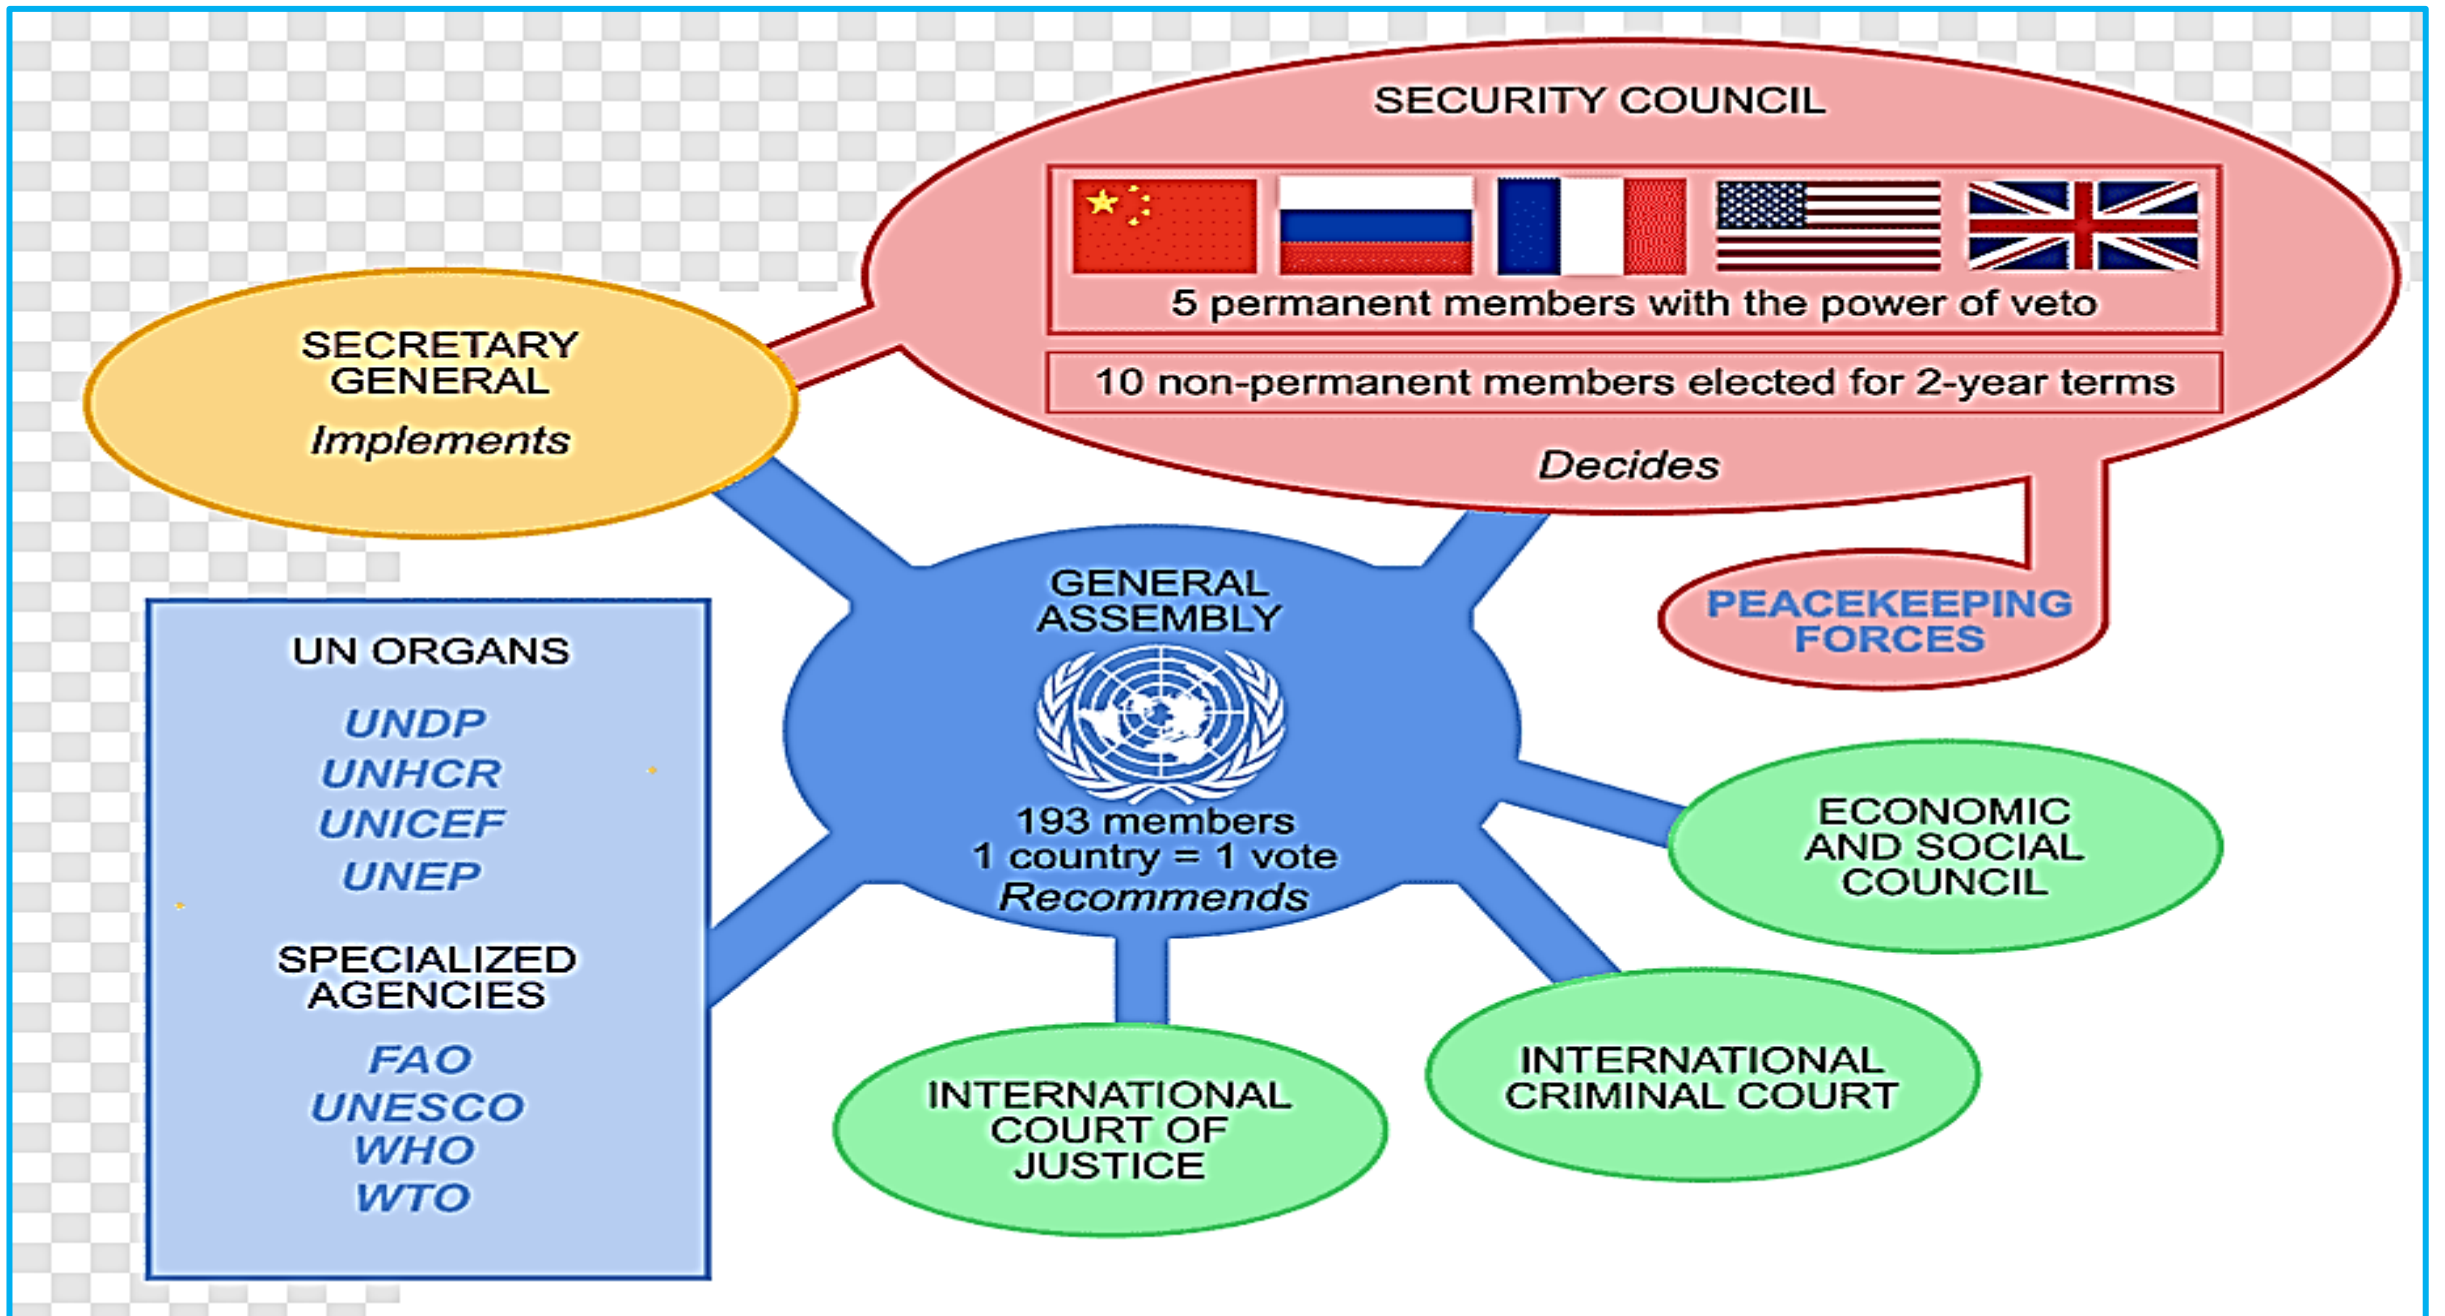 SECURITY COUNCIL
5 permanent members with the power of veto
10 non-permanent members elected for 2-year terms
Decides
SECRETARY
GENERAL
Implements
PEACEKEEPING
FORCES
GENERAL
ASSEMBLY
193 members
1 country = 1 vote
Recommends
UN ORGANS
UNDP
UNHCR
UNICEF
UNEP
SPECIALIZED
AGENCIES
FAO
UNESCO
WHO
WTO
ECONOMIC
AND SOCIAL
COUNCIL
INTERNATIONAL
CRIMINAL COURT
INTERNATIONAL
COURT OF
JUSTICE